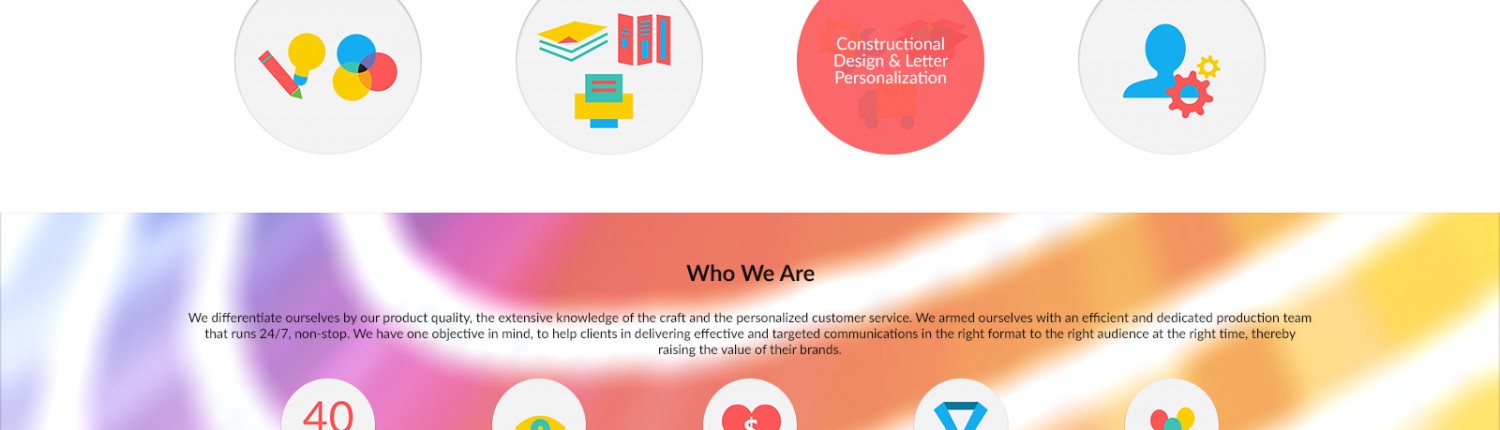 Constructional
Design & Letter
Personalization
Who We Are
We differentiate ourselves by our product quality, the extensive knowledge of the craft and the personalized customer service. We armed ourselves with an efficient and dedicated production team
that runs 24/7, non-stop. We have one objective in mind, to help clients in delivering effective and targeted communications in the right format to the right audience at the right time, thereby
raising the value of their brands.
40
$